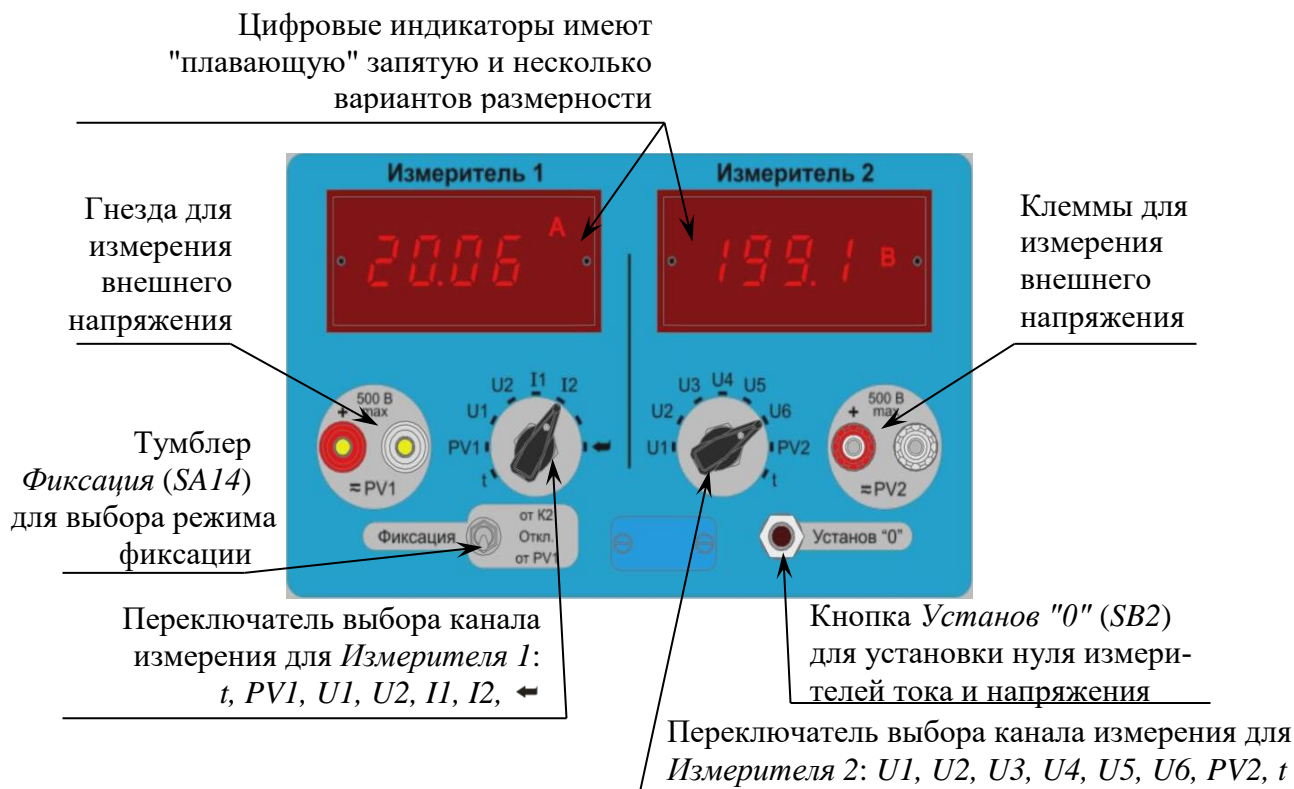 Цифровые индикаторы имеют
"плавающую" запятую и несколько
вариантов размерности
Измеритель 1
Измеритель 2
20.06 A
199.1 В
Гнезда для
измерения
внешнего
напряжения
Клеммы для
измерения
внешнего
напряжения
t
PV1
U1
U2
I1
I2
U1
U2
U3
U4
U5
U6
PV2
t
500 В
+ max
≂ PV1
500 В
+ max
≂ PV2
Тумблер
Фиксация (SA14)
для выбора режима
фиксации
Фиксация
от К2
Откл.
от PV1
Установ "0"
Переключатель выбора канала
измерения для Измерителя 1:
t, PV1, U1, U2, I1, I2, ⬅
Кнопка Установ "0" (SB2)
для установки нуля измери-
телей тока и напряжения
Переключатель выбора канала измерения для
Измерителя 2: U1, U2, U3, U4, U5, U6, PV2, t